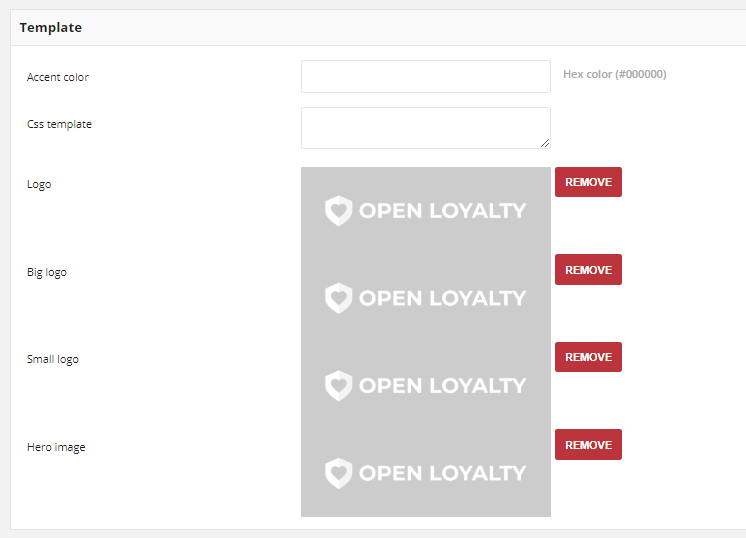 Template
Accent color
Hex color (#000000)
Css template
Logo
OPEN LOYALTY
REMOVE
Big logo
OPEN LOYALTY
REMOVE
Small logo
OPEN LOYALTY
REMOVE
Hero image
OPEN LOYALTY
REMOVE